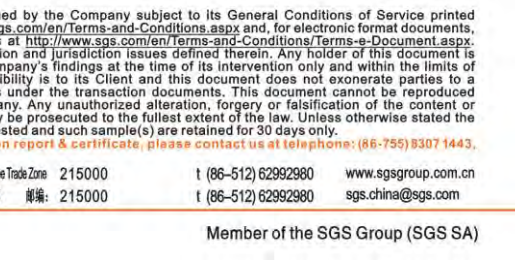 ued by the Company subject to its General Conditions of Service printed
gs.com/en/Terms-and-Conditions.aspx and, for electronic format documents,
s at http://www.sgs.com/en/Terms-and-Conditions/Terms-e-Document.aspx.
ion and jurisdiction issues defined therein. Any holder of this document is
mpany's findings at the time of its intervention only and within the limits of
ibility is to its Client and this document does not exonerate parties to a
s under the transaction documents. This document cannot be reproduced
any. Any unauthorized alteration, forgery or falsification of the content or
y be prosecuted to the fullest extent of the law. Unless otherwise stated the
sted and such sample(s) are retained for 30 days only.
on report & certificate, please contact us at telephone: (86-755) 8307 1443,
e Trade Zone 215000 t (86–512) 62992980 www.sgsgroup.com.cn
邮编: 215000 t (86–512) 62992980 sgs.china@sgs.com
Member of the SGS Group (SGS SA)